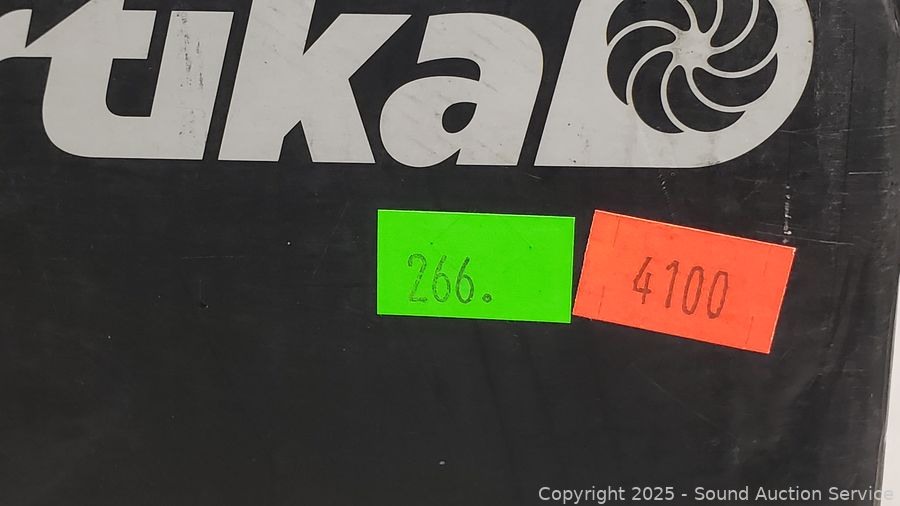 rtika
266.
4100
Copyright 2025 - Sound Auction Service